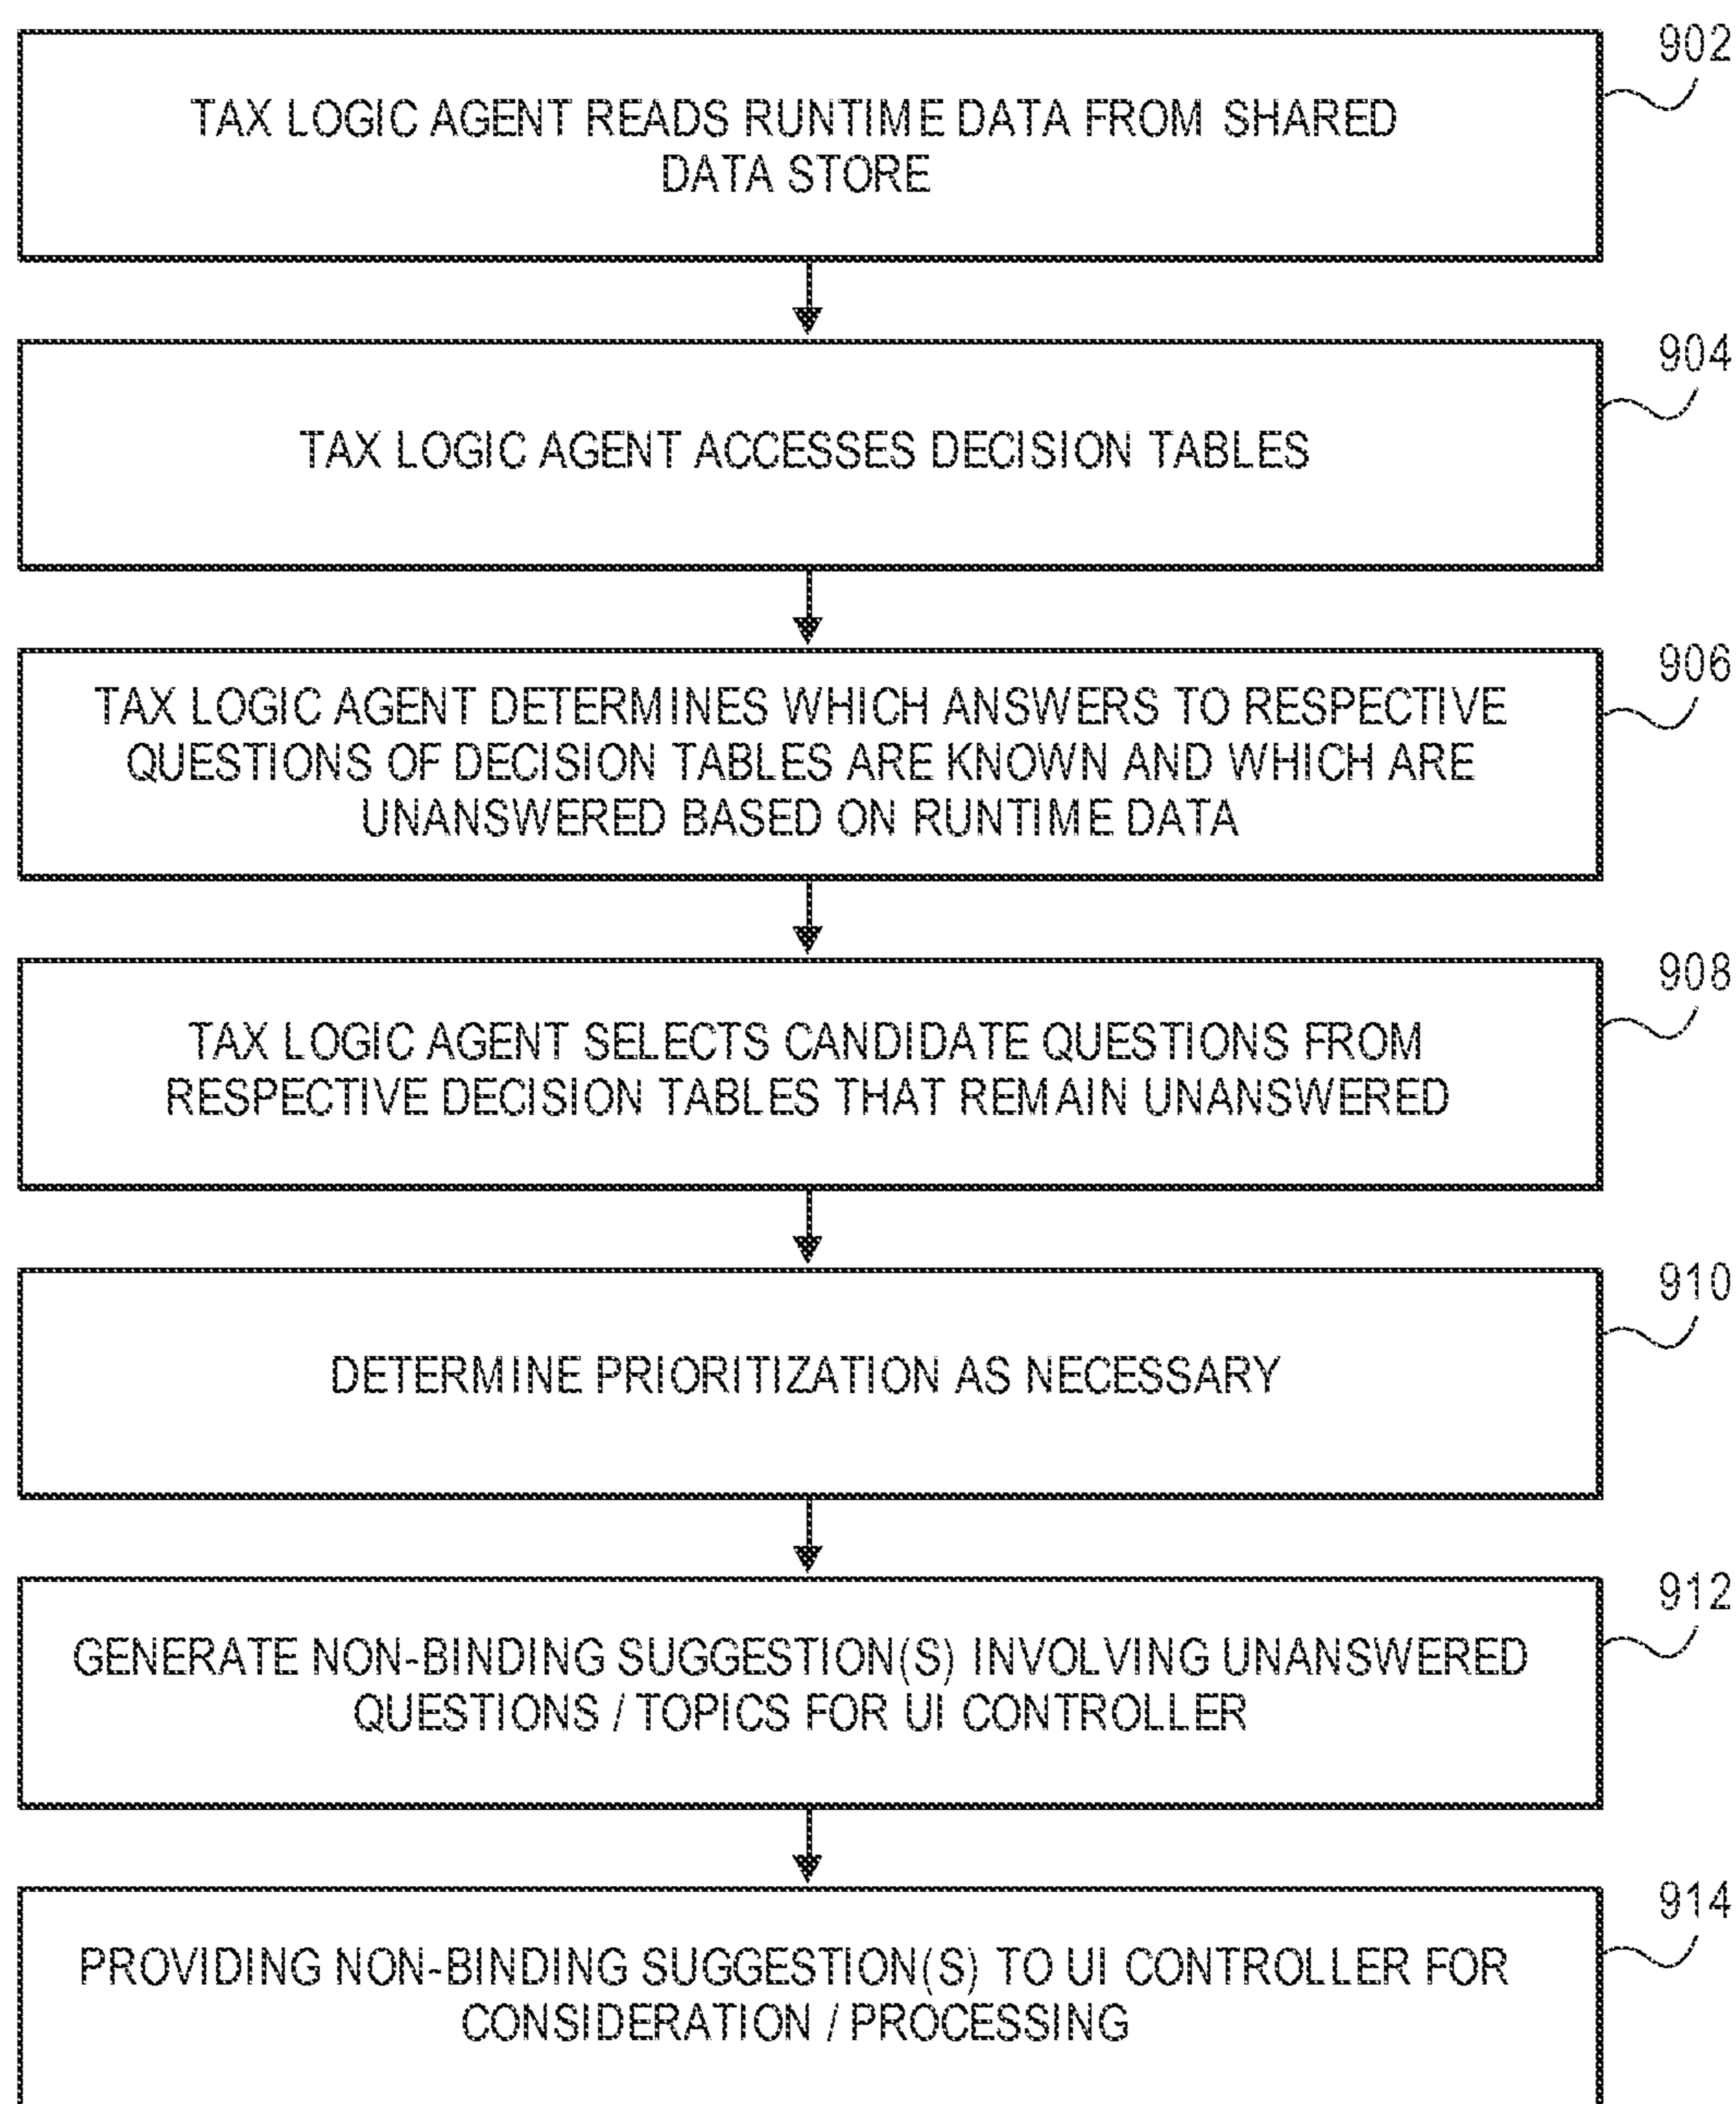 902
TAX LOGIC AGENT READS RUNTIME DATA FROM SHARED
DATA STORE
904
TAX LOGIC AGENT ACCESSES DECISION TABLES
906
TAX LOGIC AGENT DETERMINES WHICH ANSWERS TO RESPECTIVE
QUESTIONS OF DECISION TABLES ARE KNOWN AND WHICH ARE
UNANSWERED BASED ON RUNTIME DATA
908
TAX LOGIC AGENT SELECTS CANDIDATE QUESTIONS FROM
RESPECTIVE DECISION TABLES THAT REMAIN UNANSWERED
910
DETERMINE PRIORITIZATION AS NECESSARY
912
GENERATE NON-BINDING SUGGESTION(S) INVOLVING UNANSWERED
QUESTIONS / TOPICS FOR UI CONTROLLER
914
PROVIDING NON-BINDING SUGGESTION(S) TO UI CONTROLLER FOR
CONSIDERATION / PROCESSING